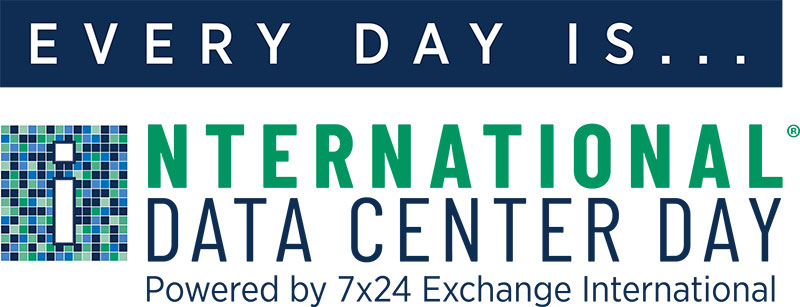 EVERY DAY IS...
iNTERNATIONAL®
DATA CENTER DAY
Powered by 7x24 Exchange International